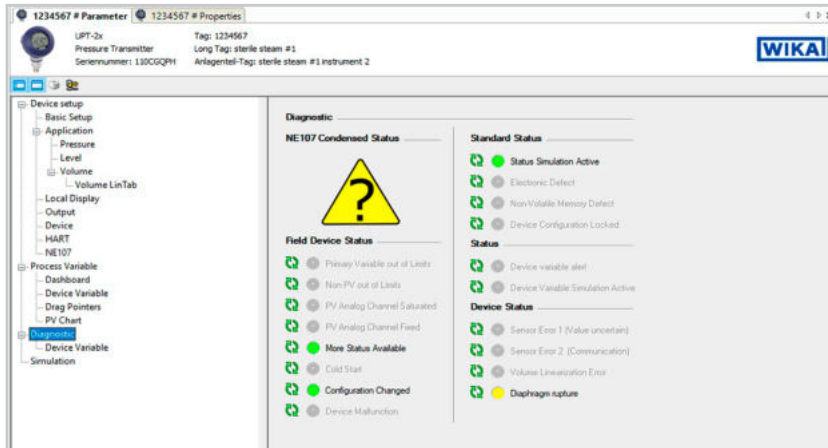 1234567 # Parameter
1234567 # Properties
UPT-2x
Pressure Transmitter
Seriennummer: 110CGQPH
Tag: 1234567
Long Tag: sterile steam #1
Anlagenteil-Tag: sterile steam #1 instrument 2
WIKA
Device setup
Basic Setup
Application
Pressure
Level
Volume
Volume LinTab
Local Display
Output
Device
HART
NE107
Process Variable
Dashboard
Device Variable
Drag Pointers
PV Chart
Diagnostic
Device Variable
Simulation
Diagnostic
NE107 Condensed Status
?
Field Device Status
Primary Variable out of Limits
Non PV out of Limits
PV Analog Channel Saturated
PV Analog Channel Fixed
More Status Available
Cold Start
Configuration Changed
Device Malfunction
Standard Status
Status Simulation Active
Electronic Defect
Non-Volatile Memory Defect
Device Configuration Locked
Status
Device variable alert
Device Variable Simulation Active
Device Status
Sensor Error 1 (Value uncertain)
Sensor Error 2 (Communication)
Volume Linearization Error
Diaphragm rupture